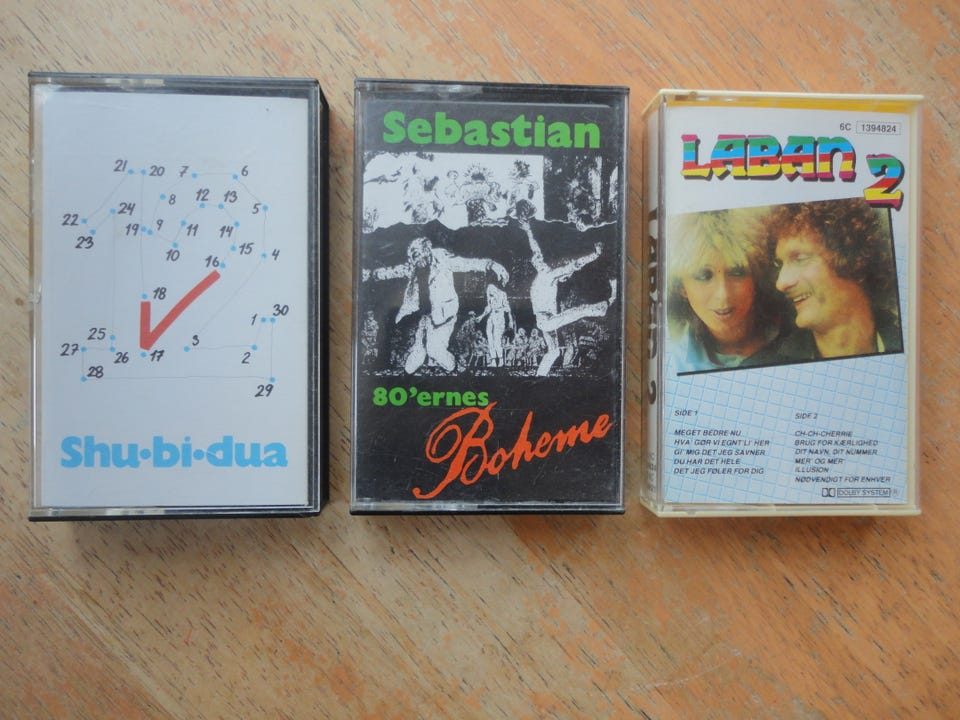 21 20 7 6
12 13
8
22 24 5
23 19 9 11 14
10 15 4
16
18
1 30
25 3
27 26 17 2
28 29
Shu·bi·dua
Sebastian
80'ernes
Boheme
6C 1394824
LABAN 2
SIDE 1
MEGET BEDRE NU
HVA' GØR VI EGNT'LI' HER
GI' MIG DET JEG SAVNER
DU HAR DET HELE
DET JEG FØLER FOR DIG
SIDE 2
CH-CH-CHERRIE
BRUG FOR KÆRLIGHED
DIT NAVN, DIT NUMMER
MER' OG MER'
ILLUSION
NØDVENDIGT FOR ENHVER
DOLBY SYSTEM
LABAN 2